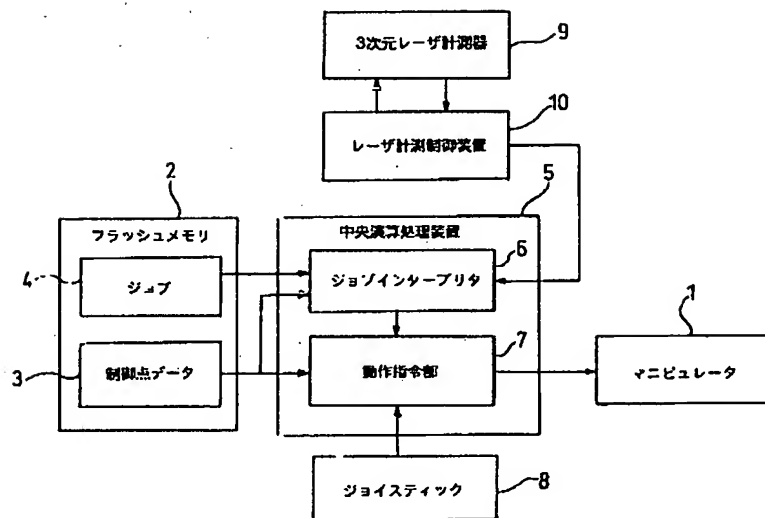 9
3次元レーザ計測器
10
レーザ計測制御装置
2
5
フラッシュメモリ
中央演算処理装置
6
4
ジョブ
ジョブインタープリタ
1
7
3
制御点データ
動作指令部
マニピュレータ
ジョイスティック
8